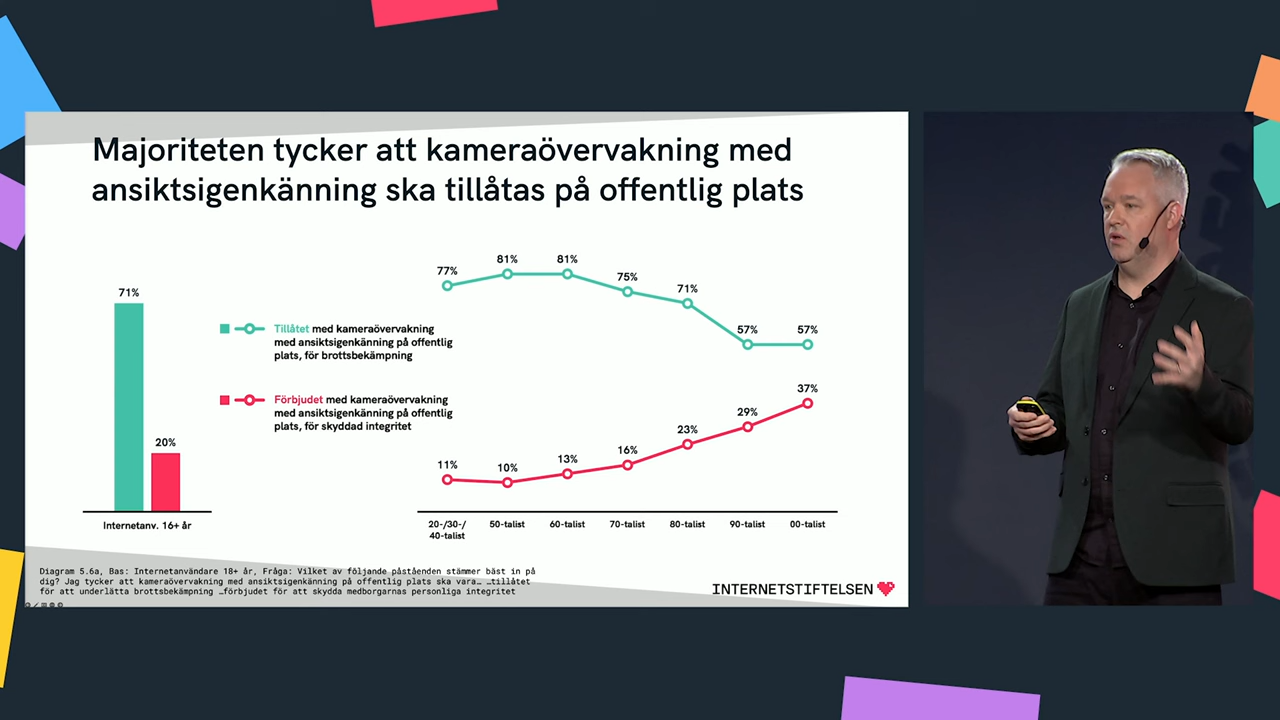 Majoriteten tycker att kameraövervakning med
ansiktsigenkänning ska tillåtas på offentlig plats
71%
20%
Internetanv. 16+ år
Tillåtet med kameraövervakning
med ansiktsigenkänning på offentlig
plats, för brottsbekämpning
Förbjudet med kameraövervakning
med ansiktsigenkänning på offentlig
plats, för skyddad integritet
77%
81%
81%
75%
71%
57%
57%
11%
10%
13%
16%
23%
29%
37%
20-/30-/
40-talist
50-talist
60-talist
70-talist
80-talist
90-talist
00-talist
Diagram 5.6a, Bas: Internetanvändare 18+ år, Fråga: Vilket av följande påståenden stämmer bäst in på
dig? Jag tycker att kameraövervakning med ansiktsigenkänning på offentlig plats ska vara… …tillåtet
för att underlätta brottsbekämpning …förbjudet för att skydda medborgarnas personliga integritet
INTERNETSTIFTELSEN